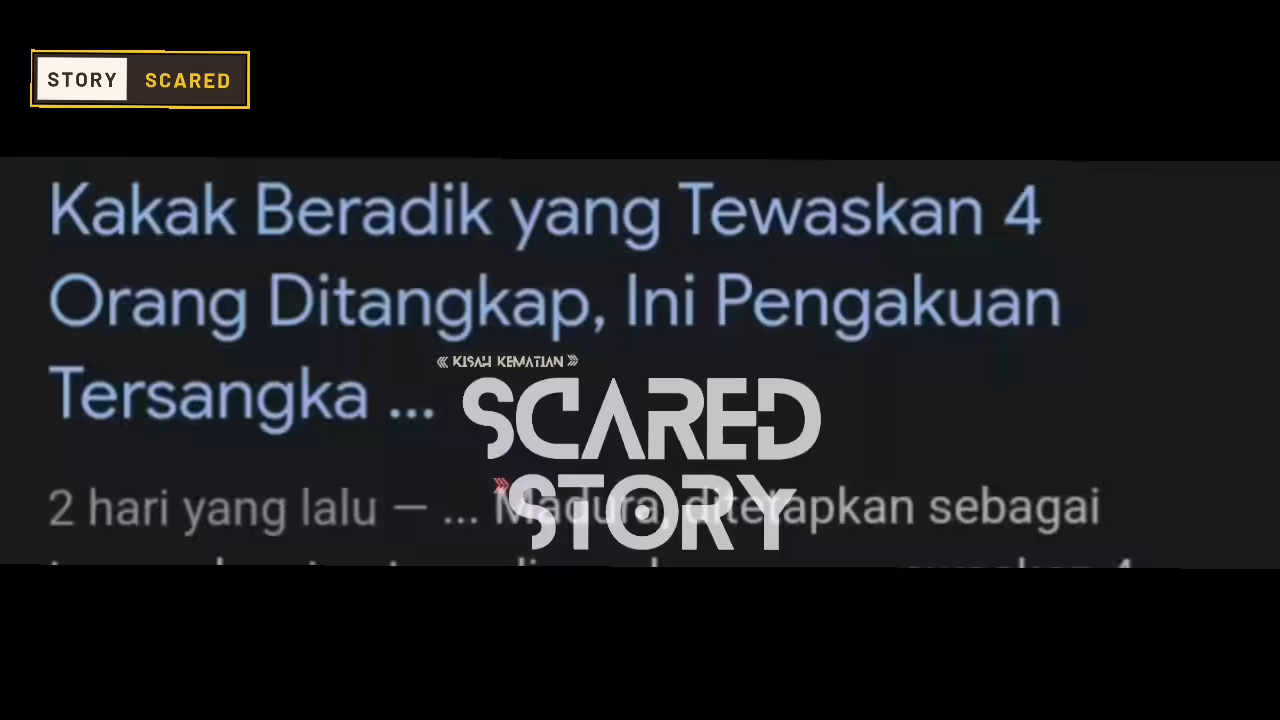 STORY SCARED
Kakak Beradik yang Tewaskan 4
Orang Ditangkap, Ini Pengakuan
Tersangka ...
KISAH KEMATIAN
SCARED
STORY
2 hari yang lalu — ... Madura, ditetapkan sebagai